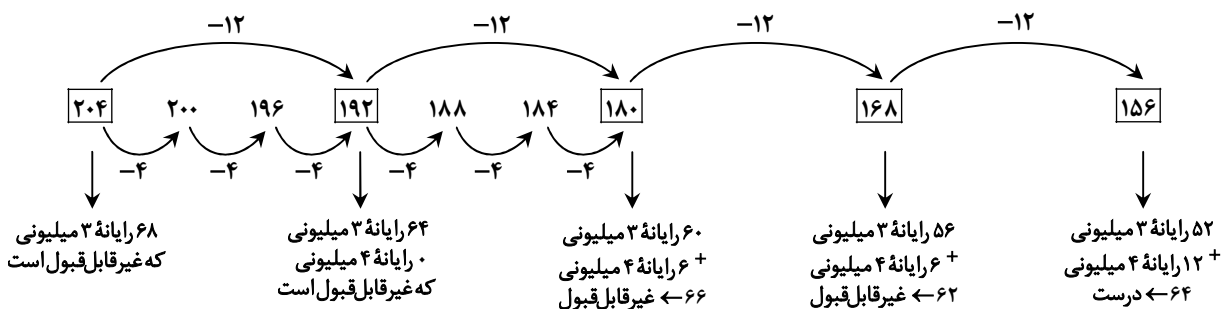 −۱۲ −۱۲ −۱۲ −۱۲
۲۰۴ ۲۰۰ ۱۹۶ ۱۹۲ ۱۸۸ ۱۸۴ ۱۸۰ ۱۶۸ ۱۵۶
−۴ −۴ −۴ −۴ −۴ −۴
۶۸ رایانهٔ ۳ میلیونی
که غیرقابل‌قبول است
۶۴ رایانهٔ ۳ میلیونی
۰ رایانهٔ ۴ میلیونی
که غیرقابل‌قبول است
۶۰ رایانهٔ ۳ میلیونی
+ ۶ رایانهٔ ۴ میلیونی
۶۶ ← غیرقابل‌قبول
۵۶ رایانهٔ ۳ میلیونی
+ ۶ رایانهٔ ۴ میلیونی
۶۲ ← غیرقابل‌قبول
۵۲ رایانهٔ ۳ میلیونی
+ ۱۲ رایانهٔ ۴ میلیونی
۶۴ ← درست